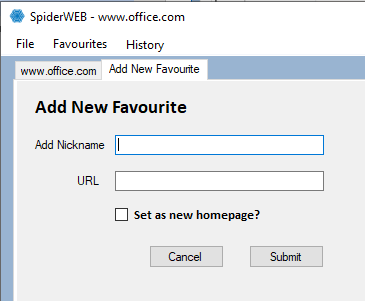 SpiderWEB - www.office.com
File Favourites History
www.office.com Add New Favourite
Add New Favourite
Add Nickname
URL
Set as new homepage?
Cancel Submit